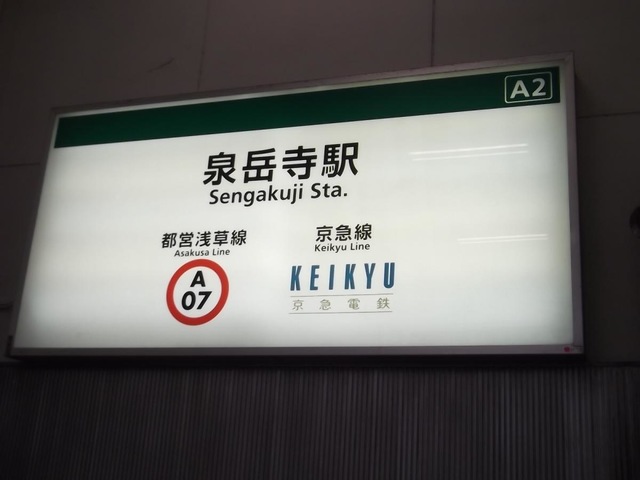 A2
泉岳寺駅
Sengakuji Sta.
都営浅草線
Asakusa Line
A
07
京急線
Keikyu Line
KEIKYU
京急電鉄